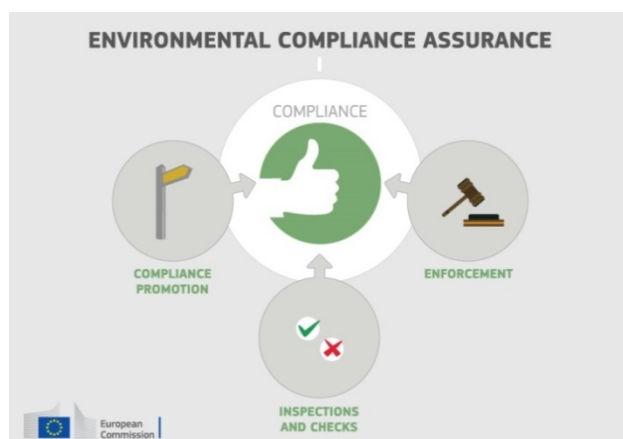 ENVIRONMENTAL COMPLIANCE ASSURANCE
COMPLIANCE
COMPLIANCE
PROMOTION
ENFORCEMENT
INSPECTIONS
AND CHECKS
European
Commission